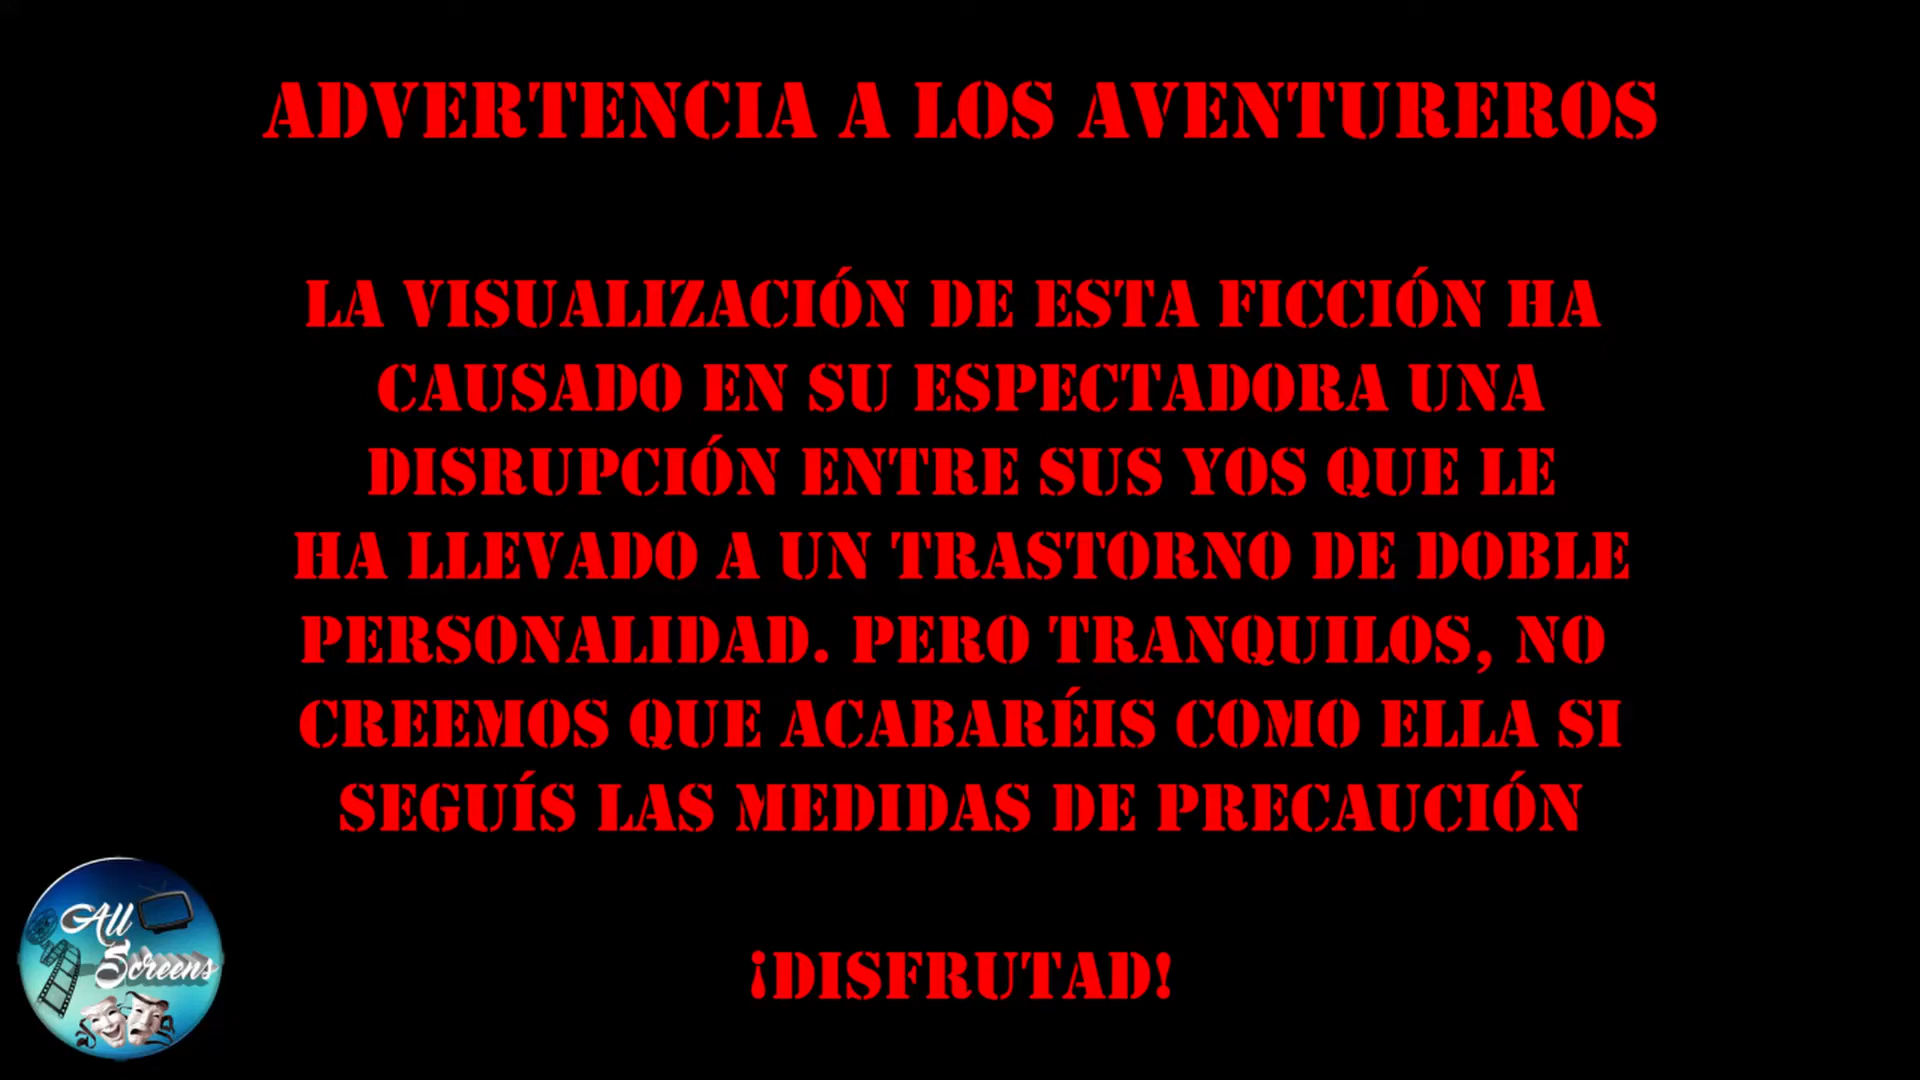 ADVERTENCIA A LOS AVENTUREROS
LA VISUALIZACIÓN DE ESTA FICCIÓN HA
CAUSADO EN SU ESPECTADORA UNA
DISRUPCIÓN ENTRE SUS YOS QUE LE
HA LLEVADO A UN TRASTORNO DE DOBLE
PERSONALIDAD. PERO TRANQUILOS, NO
CREEMOS QUE ACABARÉIS COMO ELLA SI
SEGUÍS LAS MEDIDAS DE PRECAUCIÓN
¡DISFRUTAD!
All
Screens